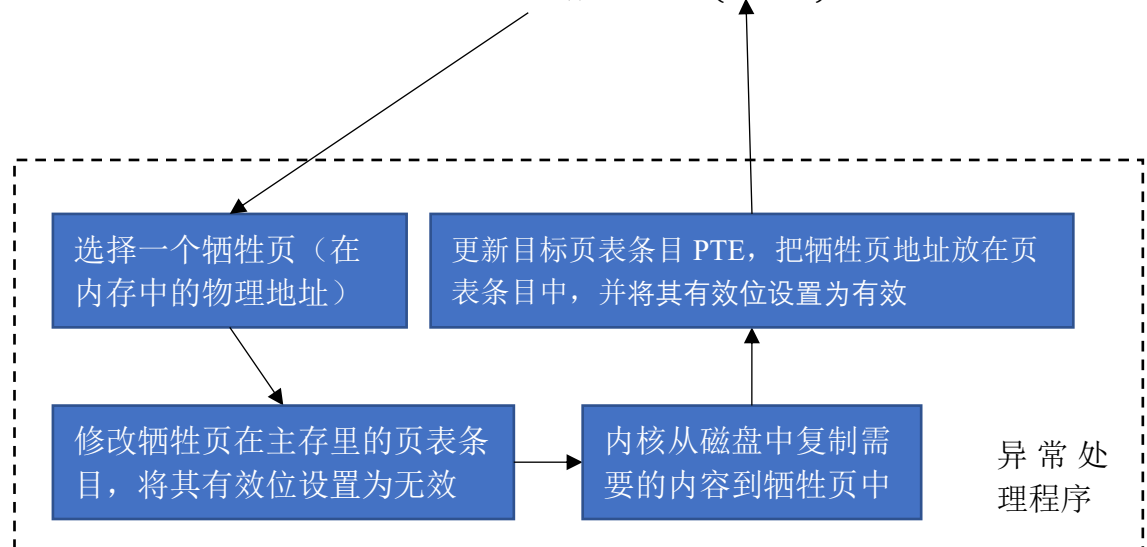 选择一个牺牲页（在
内存中的物理地址）
更新目标页表条目 PTE，把牺牲页地址放在页
表条目中，并将其有效位设置为有效
修改牺牲页在主存里的页表条
目，将其有效位设置为无效
内核从磁盘中复制需
要的内容到牺牲页中
异 常 处
理程序